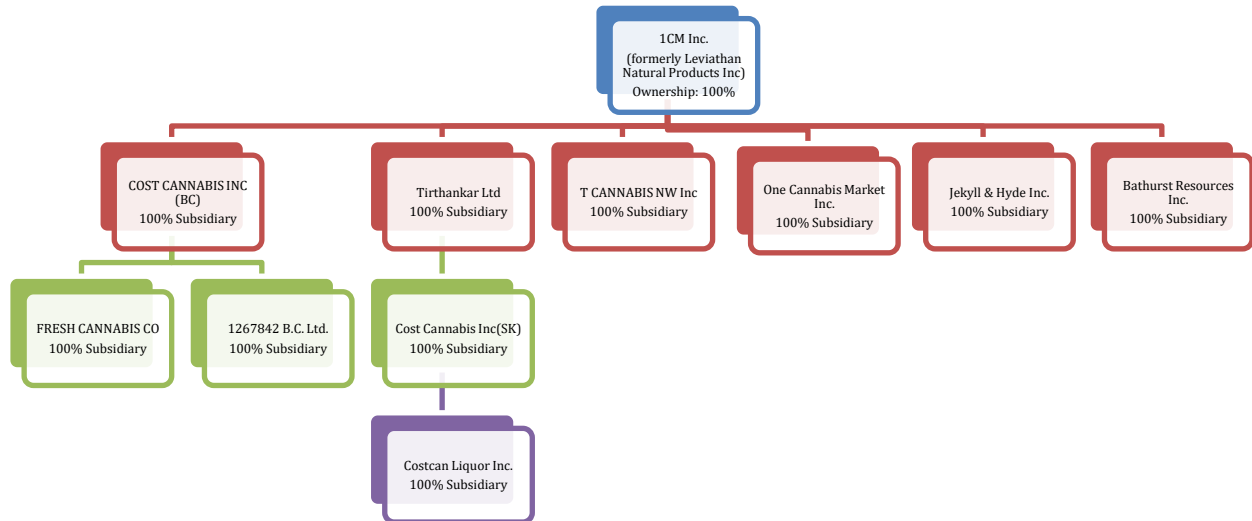 1CM Inc.
(formerly Leviathan
Natural Products Inc)
Ownership: 100%
COST CANNABIS INC
(BC)
100% Subsidiary
Tirthankar Ltd
100% Subsidiary
T CANNABIS NW Inc
100% Subsidiary
One Cannabis Market
Inc.
100% Subsidiary
Jekyll & Hyde Inc.
100% Subsidiary
Bathurst Resources
Inc.
100% Subsidiary
FRESH CANNABIS CO
100% Subsidiary
1267842 B.C. Ltd.
100% Subsidiary
Cost Cannabis Inc(SK)
100% Subsidiary
Costcan Liquor Inc.
100% Subsidiary